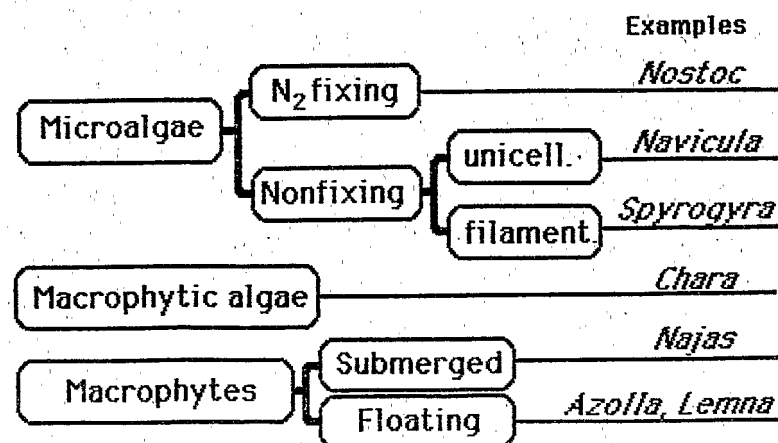 Examples
N₂ fixing
Nostoc
Microalgae
unicell.
Navicula
Nonfixing
filament.
Spyrogyra
Macrophytic algae
Chara
Submerged
Najas
Macrophytes
Floating
Azolla, Lemna